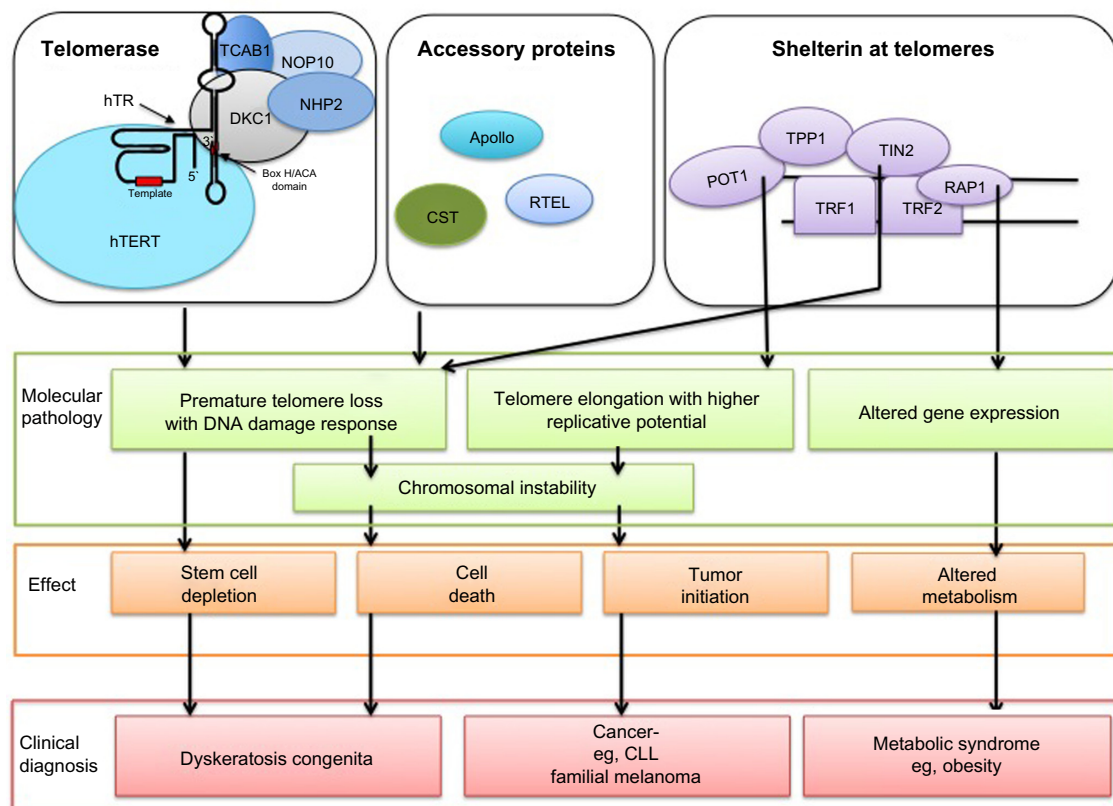 Telomerase
TCAB1
NOP10
NHP2
DKC1
hTR
3`
5`
Box H/ACA
domain
Template
hTERT
Accessory proteins
Apollo
RTEL
CST
Shelterin at telomeres
TPP1
TIN2
POT1
RAP1
TRF1
TRF2
Molecular
pathology
Premature telomere loss
with DNA damage response
Telomere elongation with higher
replicative potential
Altered gene expression
Chromosomal instability
Effect
Stem cell
depletion
Cell
death
Tumor
initiation
Altered
metabolism
Clinical
diagnosis
Dyskeratosis congenita
Cancer-
eg, CLL
familial melanoma
Metabolic syndrome
eg, obesity